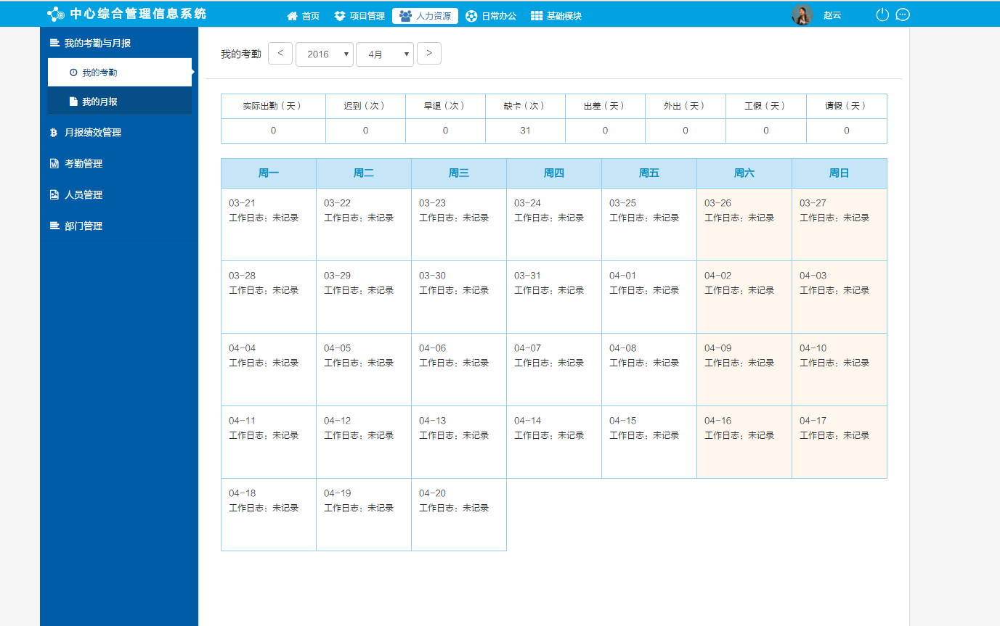 中心综合管理信息系统 首页 项目管理 人力资源 日常办公 基础模块 赵云
我的考勤与月报
我的考勤
我的月报
月报绩效管理
考勤管理
人员管理
部门管理
我的考勤 < 2016 4月 >
实际出勤（天） 迟到（次） 早退（次） 缺卡（次） 出差（天） 外出（天） 工假（天） 请假（天）
0 0 0 31 0 0 0 0
周一 周二 周三 周四 周五 周六 周日
03-21 03-22 03-23 03-24 03-25 03-26 03-27
工作日志：未记录 工作日志：未记录 工作日志：未记录 工作日志：未记录 工作日志：未记录 工作日志：未记录 工作日志：未记录
03-28 03-29 03-30 03-31 04-01 04-02 04-03
工作日志：未记录 工作日志：未记录 工作日志：未记录 工作日志：未记录 工作日志：未记录 工作日志：未记录 工作日志：未记录
04-04 04-05 04-06 04-07 04-08 04-09 04-10
工作日志：未记录 工作日志：未记录 工作日志：未记录 工作日志：未记录 工作日志：未记录 工作日志：未记录 工作日志：未记录
04-11 04-12 04-13 04-14 04-15 04-16 04-17
工作日志：未记录 工作日志：未记录 工作日志：未记录 工作日志：未记录 工作日志：未记录 工作日志：未记录 工作日志：未记录
04-18 04-19 04-20
工作日志：未记录 工作日志：未记录 工作日志：未记录